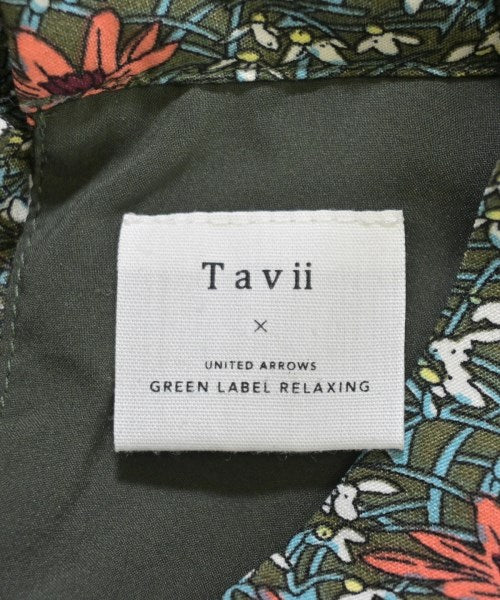 Tavii
×
UNITED ARROWS
GREEN LABEL RELAXING